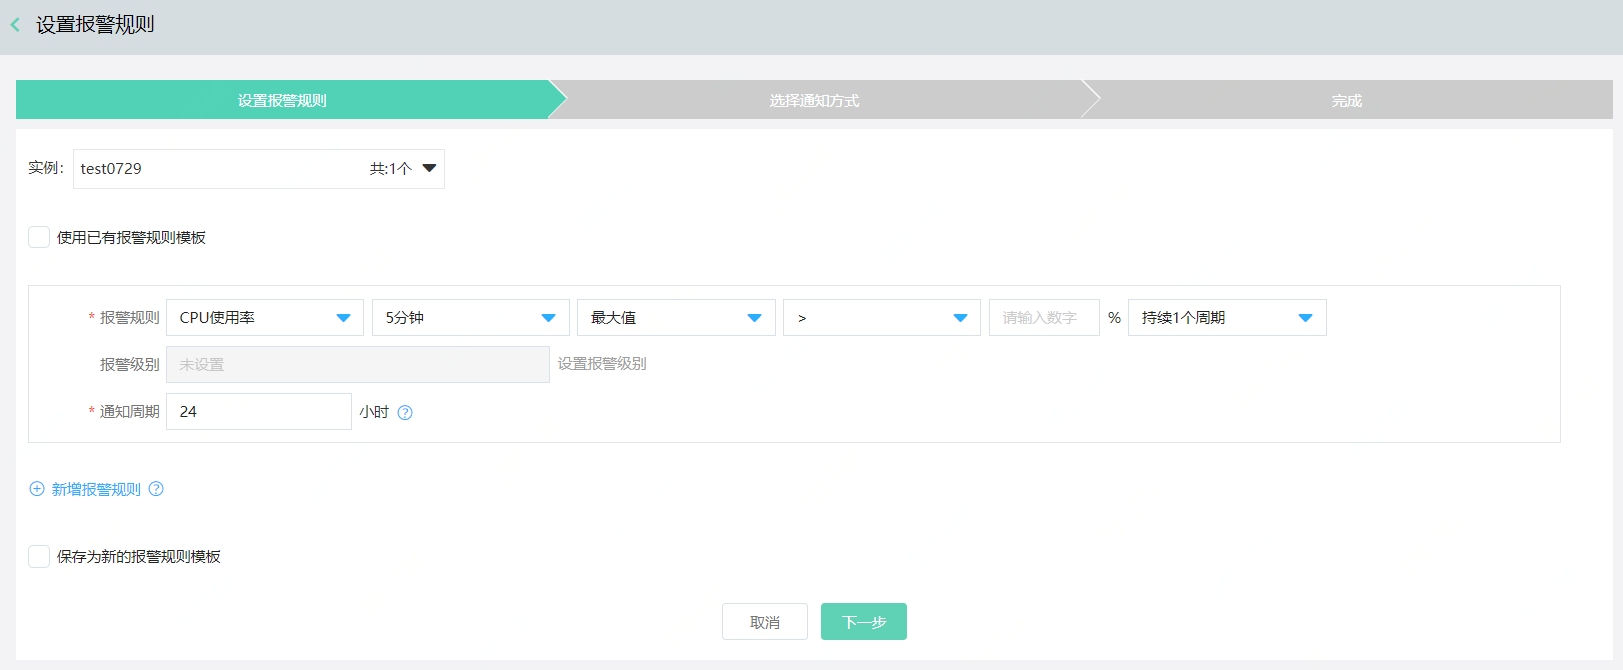 设置报警规则
设置报警规则 选择通知方式 完成
实例: test0729 共:1个
使用已有报警规则模板
* 报警规则 CPU使用率 5分钟 最大值 > 请输入数字 % 持续1个周期
报警级别 未设置 设置报警级别
* 通知周期 24 小时 ?
新增报警规则 ?
保存为新的报警规则模板
取消 下一步